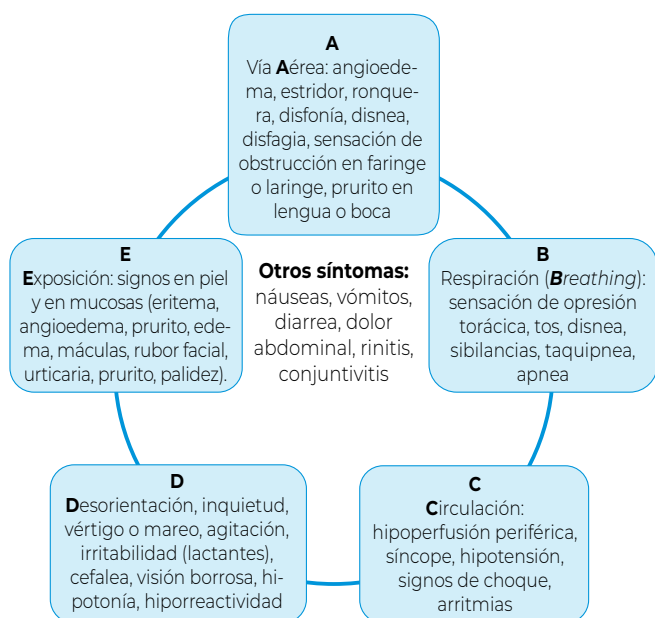 A
Vía Aérea: angioede-
ma, estridor, ronque-
ra, disfonía, disnea,
disfagia, sensación de
obstrucción en faringe
o laringe, prurito en
lengua o boca
B
Respiración (Breathing):
sensación de opresión
torácica, tos, disnea,
sibilancias, taquipnea,
apnea
C
Circulación:
hipoperfusión periférica,
síncope, hipotensión,
signos de choque,
arritmias
D
Desorientación, inquietud,
vértigo o mareo, agitación,
irritabilidad (lactantes),
cefalea, visión borrosa, hi-
potonía, hiporreactividad
E
Exposición: signos en piel
y en mucosas (eritema,
angioedema, prurito, ede-
ma, máculas, rubor facial,
urticaria, prurito, palidez).
Otros síntomas:
náuseas, vómitos,
diarrea, dolor
abdominal, rinitis,
conjuntivitis